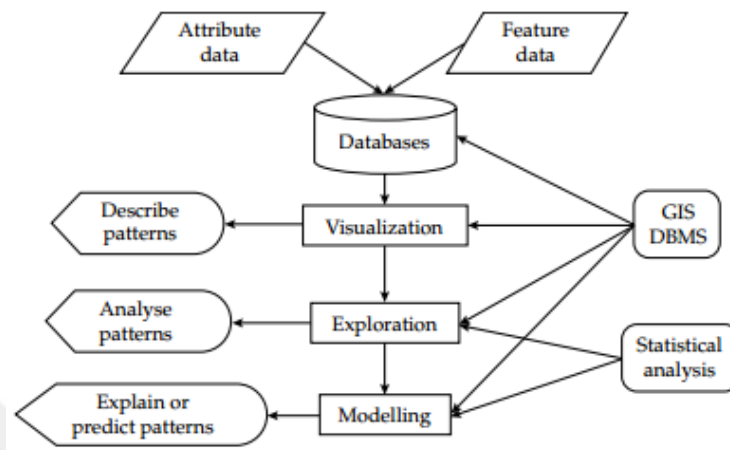 Attribute
data
Feature
data
Databases
Describe
patterns
Visualization
GIS
DBMS
Analyse
patterns
Exploration
Statistical
analysis
Explain or
predict patterns
Modelling